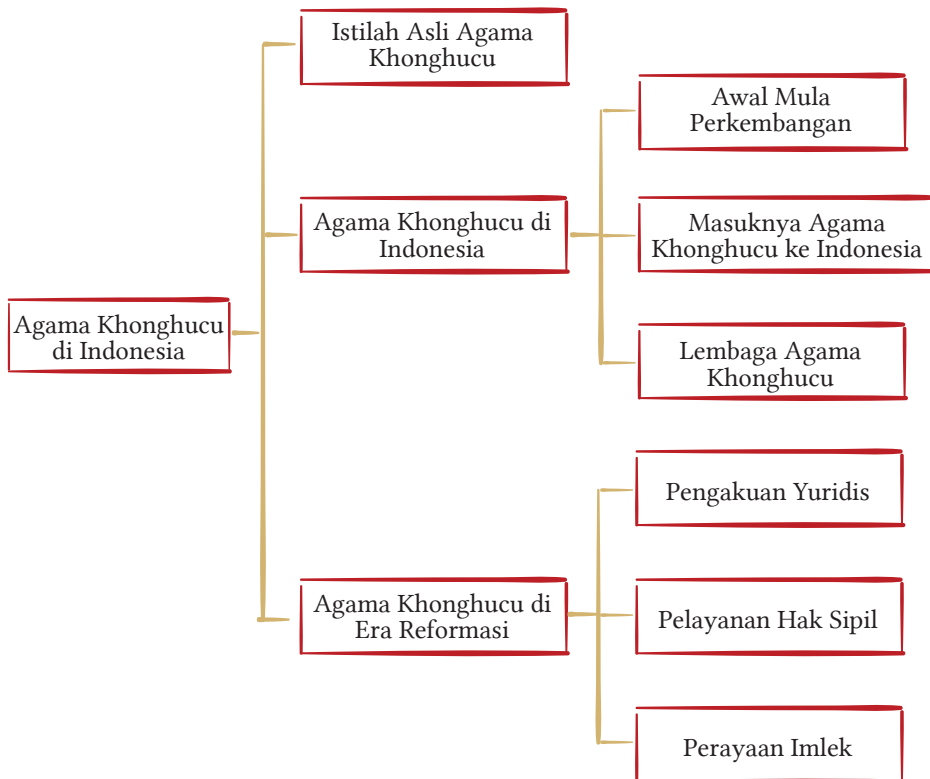 Agama Khonghucu
di Indonesia
Istilah Asli Agama
Khonghucu
Agama Khonghucu di
Indonesia
Awal Mula
Perkembangan
Masuknya Agama
Khonghucu ke Indonesia
Lembaga Agama
Khonghucu
Agama Khonghucu di
Era Reformasi
Pengakuan Yuridis
Pelayanan Hak Sipil
Perayaan Imlek